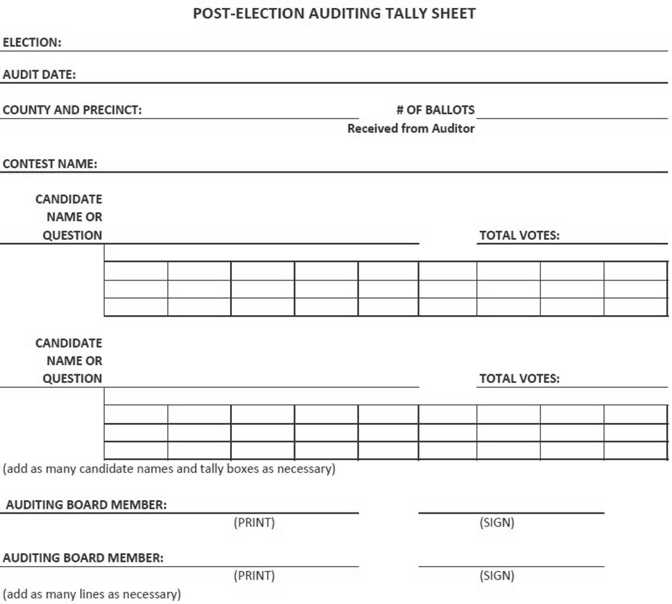 POST-ELECTION AUDITING TALLY SHEET
ELECTION:
AUDIT DATE:
COUNTY AND PRECINCT: # OF BALLOTS
Received from Auditor
CONTEST NAME:
CANDIDATE
NAME OR
QUESTION TOTAL VOTES:
CANDIDATE
NAME OR
QUESTION TOTAL VOTES:
(add as many candidate names and tally boxes as necessary)
AUDITING BOARD MEMBER:
(PRINT) (SIGN)
AUDITING BOARD MEMBER:
(PRINT) (SIGN)
(add as many lines as necessary)